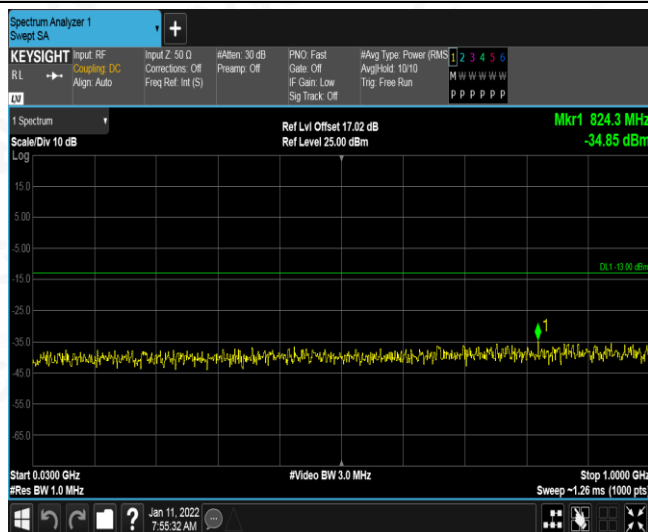 Spectrum Analyzer 1
Swept SA
+
KEYSIGHT
RL
LXI
Input: RF
Coupling: DC
Align: Auto
Input Z: 50 Ω
Corrections: Off
Freq Ref: Int (S)
#Atten: 30 dB
Preamp: Off
PNO: Fast
Gate: Off
IF Gain: Low
Sig Track: Off
#Avg Type: Power (RMS
Avg|Hold: 10/10
Trig: Free Run
1 2 3 4 5 6
M W W W W W
P P P P P P
1 Spectrum
Scale/Div 10 dB
Log
Ref Lvl Offset 17.02 dB
Ref Level 25.00 dBm
Mkr1 824.3 MHz
-34.85 dBm
15.0
5.00
-5.00
-15.0
-25.0
-35.0
-45.0
-55.0
-65.0
DL1 -13.00 dBm
1
Start 0.0300 GHz
#Res BW 1.0 MHz
#Video BW 3.0 MHz
Stop 1.0000 GHz
Sweep ~1.26 ms (1000 pts)
?
Jan 11, 2022
7:55:32 AM